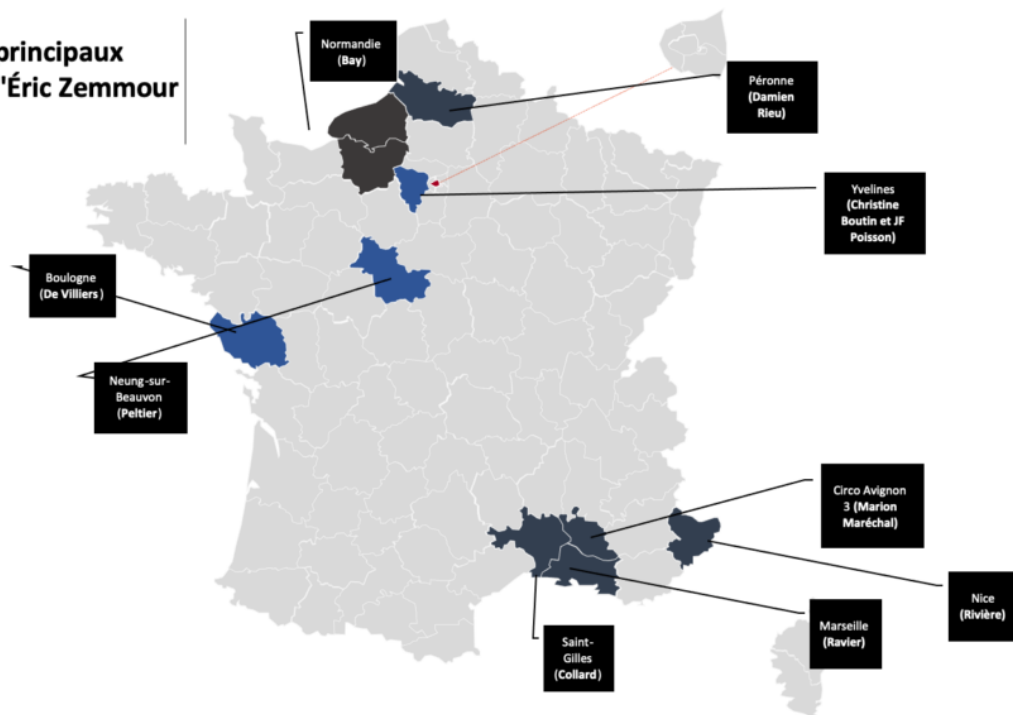 principaux
'Éric Zemmour
Normandie
(Bay)
Péronne
(Damien
Rieu)
Yvelines
(Christine
Boutin et JF
Poisson)
Boulogne
(De Villiers)
Neung-sur-
Beauvon
(Peltier)
Circo Avignon
3 (Marion
Maréchal)
Nice
(Rivière)
Marseille
(Ravier)
Saint-
Gilles
(Collard)